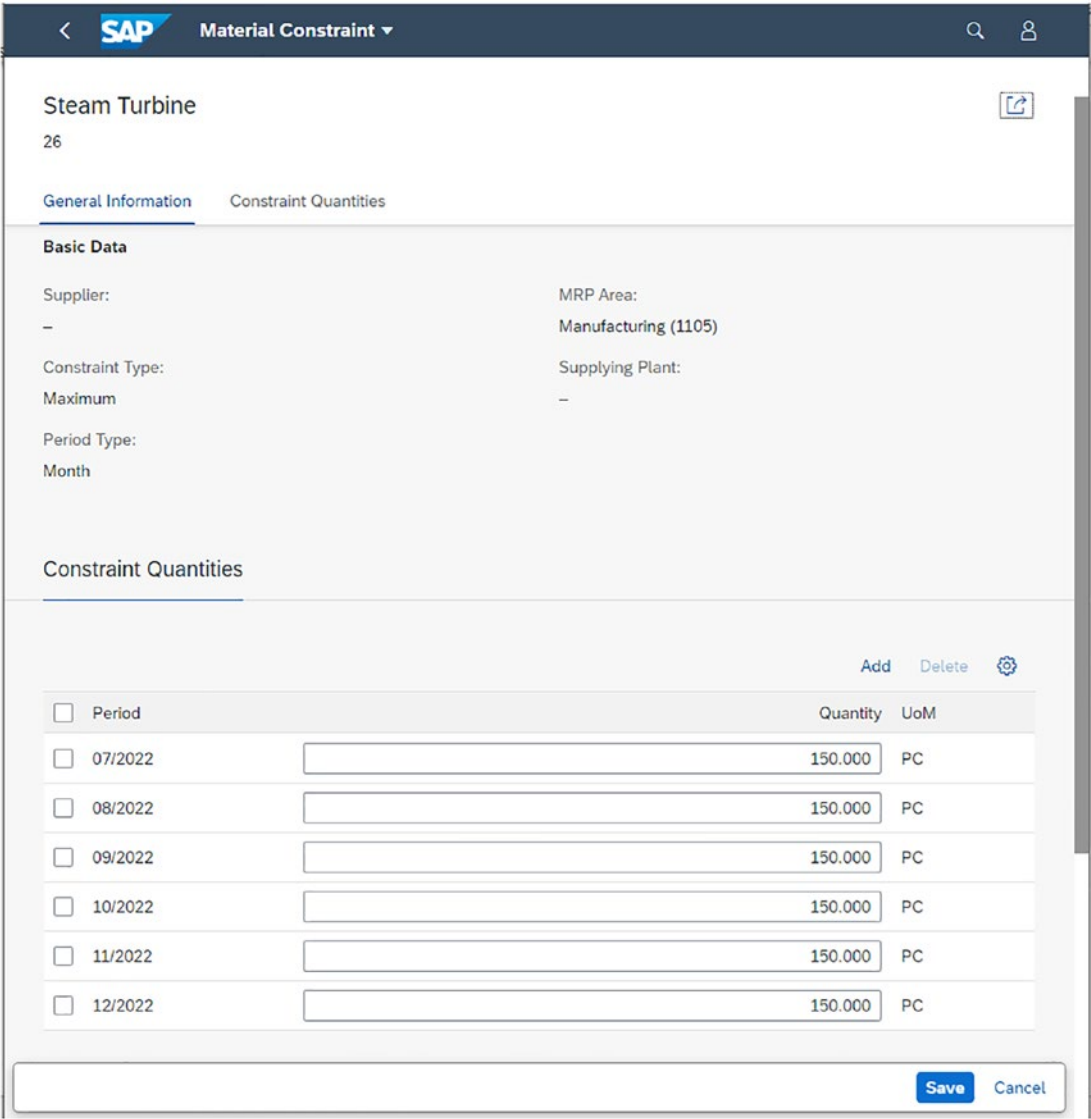 SAP Material Constraint
Steam Turbine
26
General Information Constraint Quantities
Basic Data
Supplier: MRP Area:
– Manufacturing (1105)
Constraint Type: Supplying Plant:
Maximum –
Period Type:
Month
Constraint Quantities
Add Delete
Period Quantity UoM
07/2022 150.000 PC
08/2022 150.000 PC
09/2022 150.000 PC
10/2022 150.000 PC
11/2022 150.000 PC
12/2022 150.000 PC
Save Cancel